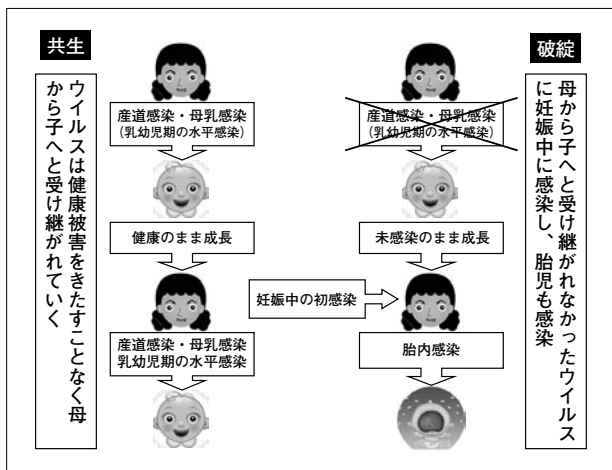 共生
ウイルスは健康被害をきたすことなく母
から子へと受け継がれていく
産道感染・母乳感染
(乳幼児期の水平感染)
健康のまま成長
産道感染・母乳感染
乳幼児期の水平感染
破綻
母から子へと受け継がれなかったウイルス
に妊娠中に感染し、胎児も感染
産道感染・母乳感染
(乳幼児期の水平感染)
未感染のまま成長
妊娠中の初感染
胎内感染